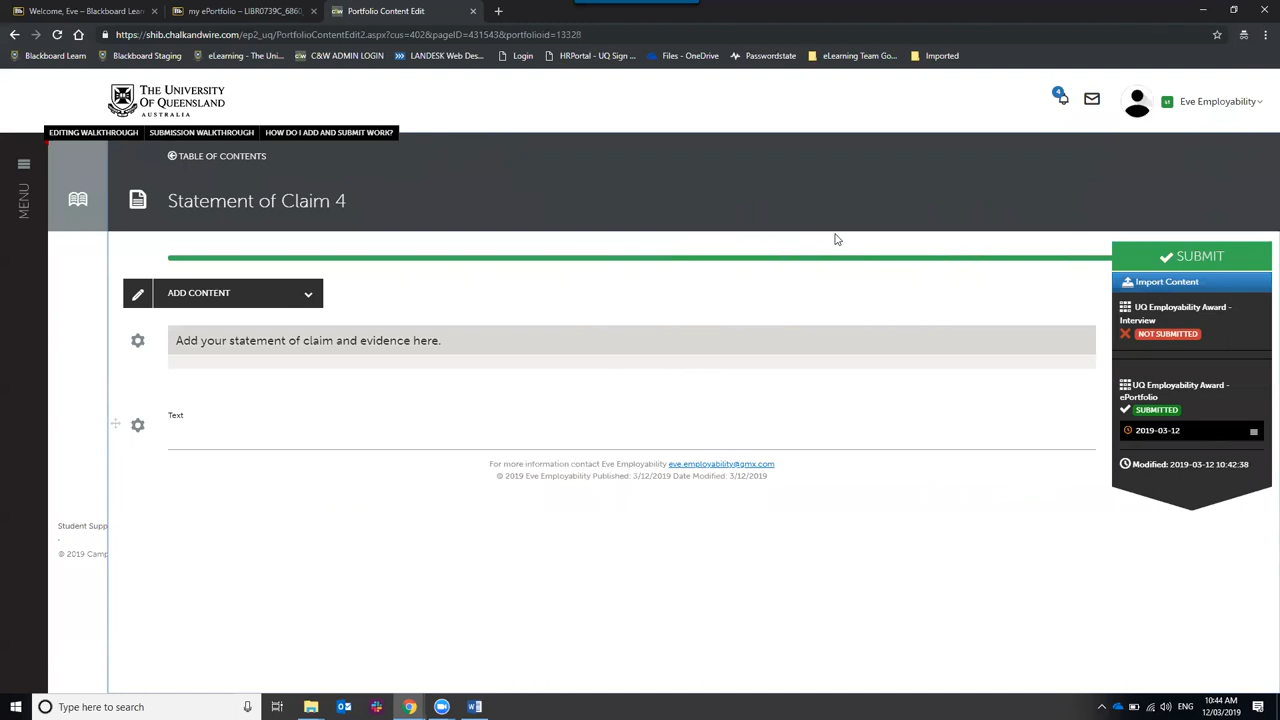 Welcome, Eve – Blackboard Learn
my ePortfolio – LIBR0739C_686
Portfolio Content Edit
https://shib.chalkandwire.com/ep2_uq/PortfolioContentEdit2.aspx?cus=402&pageID=431543&portfolioid=13328
Blackboard Learn
Blackboard Staging
eLearning - The Uni...
C&W ADMIN LOGIN
LANDESK Web Des...
Login
HRPortal - UQ Sign ...
Files - OneDrive
Passwordstate
eLearning Team Go...
Imported
THE UNIVERSITY
OF QUEENSLAND
AUSTRALIA
4
Eve Employability
EDITING WALKTHROUGH
SUBMISSION WALKTHROUGH
HOW DO I ADD AND SUBMIT WORK?
MENU
TABLE OF CONTENTS
Statement of Claim 4
SUBMIT
ADD CONTENT
Import Content
UQ Employability Award -
Interview
NOT SUBMITTED
Add your statement of claim and evidence here.
UQ Employability Award -
ePortfolio
SUBMITTED
Text
2019-03-12
For more information contact Eve Employability eve.employability@gmx.com
Modified: 2019-03-12 10:42:38
© 2019 Eve Employability Published: 3/12/2019 Date Modified: 3/12/2019
Student Supp
.
© 2019 Camp
Type here to search
ENG
10:44 AM
12/03/2019